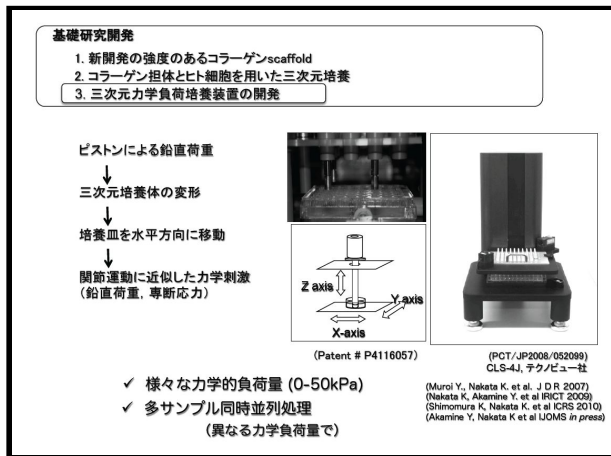 基礎研究開発
1. 新開発の強度のあるコラーゲンscaffold
2. コラーゲン担体とヒト細胞を用いた三次元培養
3. 三次元力学負荷培養装置の開発
ピストンによる鉛直荷重
↓
三次元培養体の変形
↓
培養皿を水平方向に移動
↓
関節運動に近似した力学刺激
(鉛直荷重, 専断応力)
Z axis
Y axis
X-axis
(Patent # P4116057)
(PCT/JP2008/052099)
CLS-4J, テクノビュー社
✓ 様々な力学的負荷量 (0-50kPa)
✓ 多サンプル同時並列処理
(異なる力学負荷量で)
(Muroi Y., Nakata K. et al. J D R 2007)
(Nakata K, Akamine Y. et al IRICT 2009)
(Shimomura K, Nakata K. et al ICRS 2010)
(Akamine Y, Nakata K et al IJOMS in press)